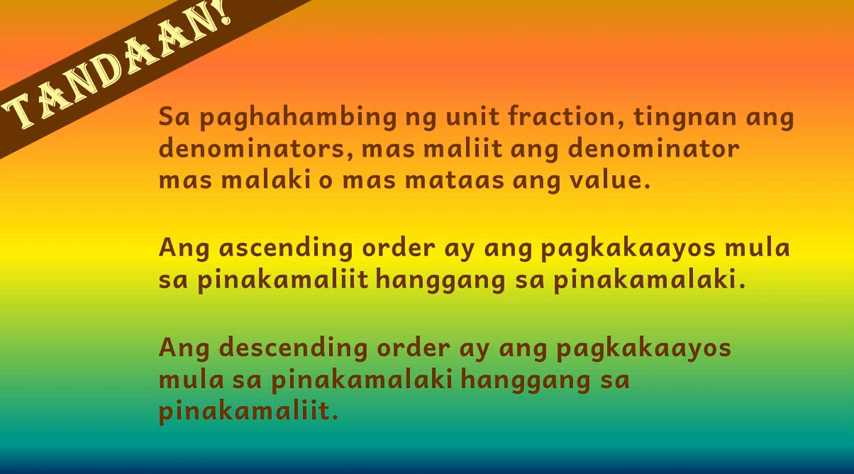 TANDAAN!
Sa paghahambing ng unit fraction, tingnan ang
denominators, mas maliit ang denominator
mas malaki o mas mataas ang value.
Ang ascending order ay ang pagkakaayos mula
sa pinakamaliit hanggang sa pinakamalaki.
Ang descending order ay ang pagkakaayos
mula sa pinakamalaki hanggang sa
pinakamaliit.